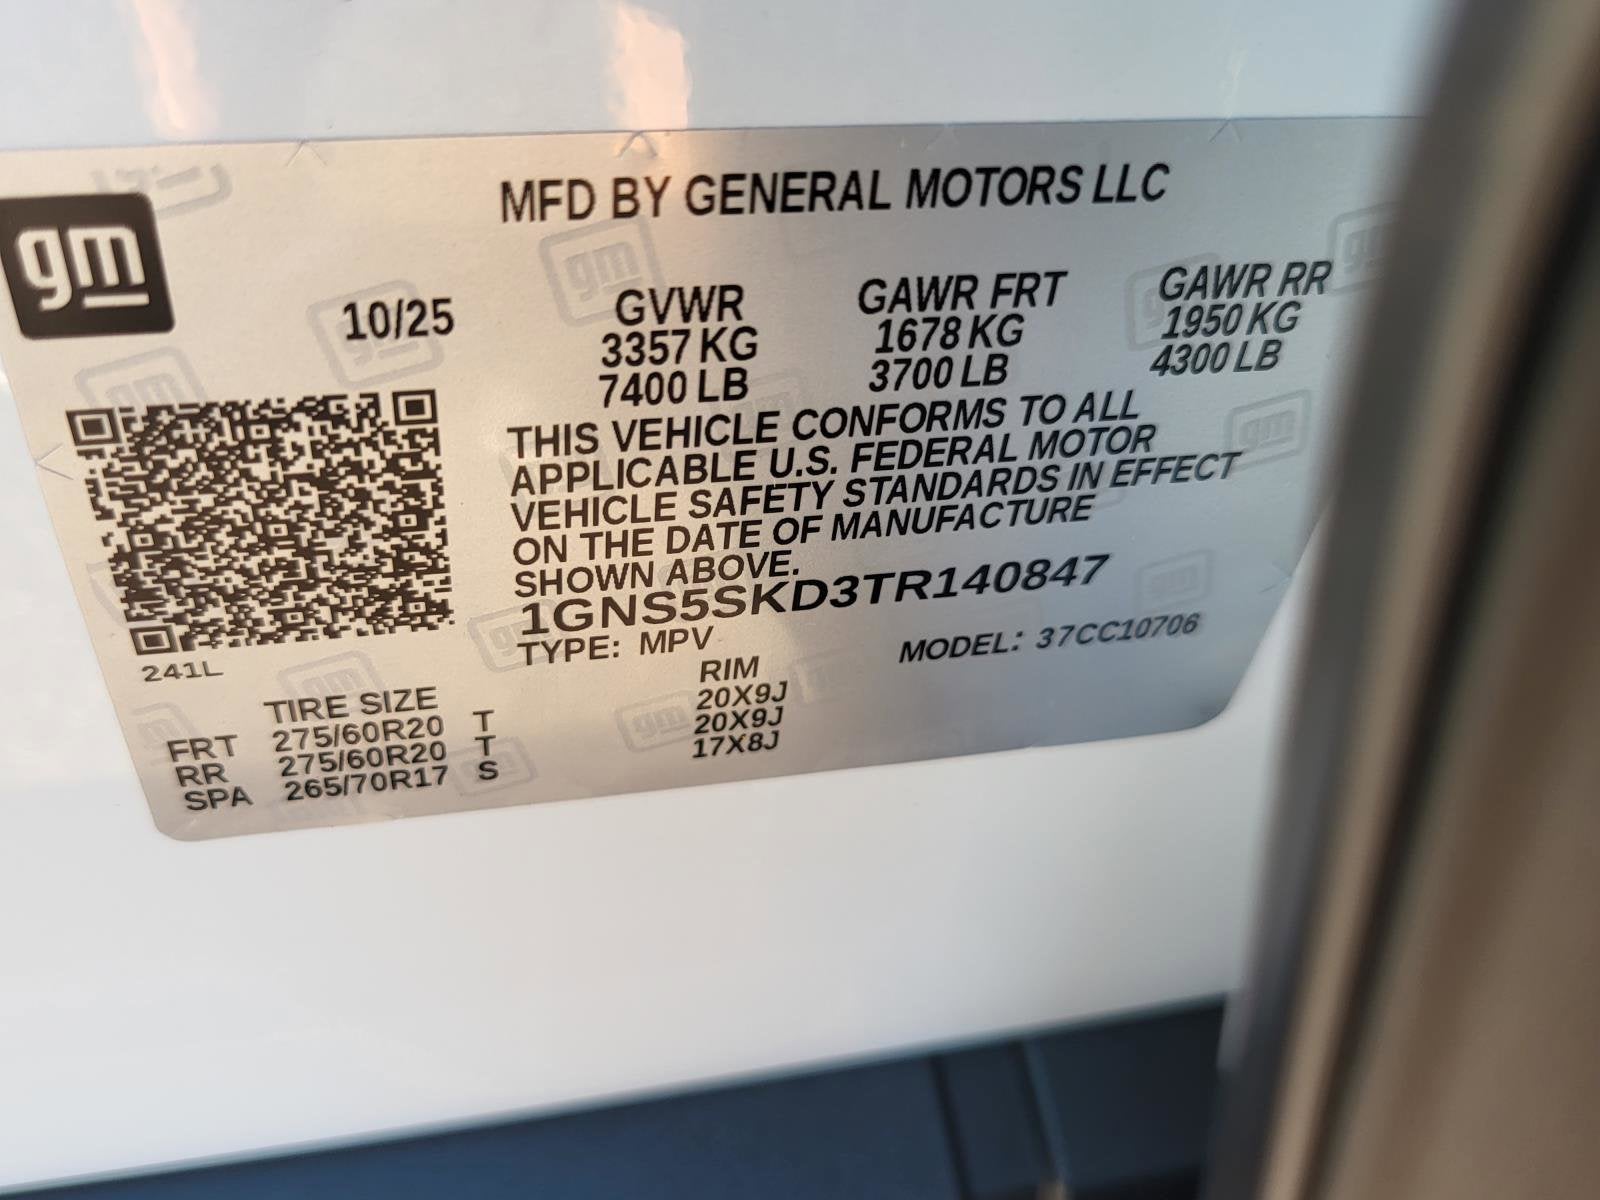 gm
MFD BY GENERAL MOTORS LLC
10/25 GVWR GAWR FRT GAWR RR
3357 KG 1678 KG 1950 KG
7400 LB 3700 LB 4300 LB
THIS VEHICLE CONFORMS TO ALL
APPLICABLE U.S. FEDERAL MOTOR
VEHICLE SAFETY STANDARDS IN EFFECT
ON THE DATE OF MANUFACTURE
SHOWN ABOVE.
1GNS5SKD3TR140847
TYPE: MPV MODEL: 37CC10706
241L
TIRE SIZE RIM
FRT 275/60R20 T 20X9J
RR 275/60R20 T 20X9J
SPA 265/70R17 S 17X8J